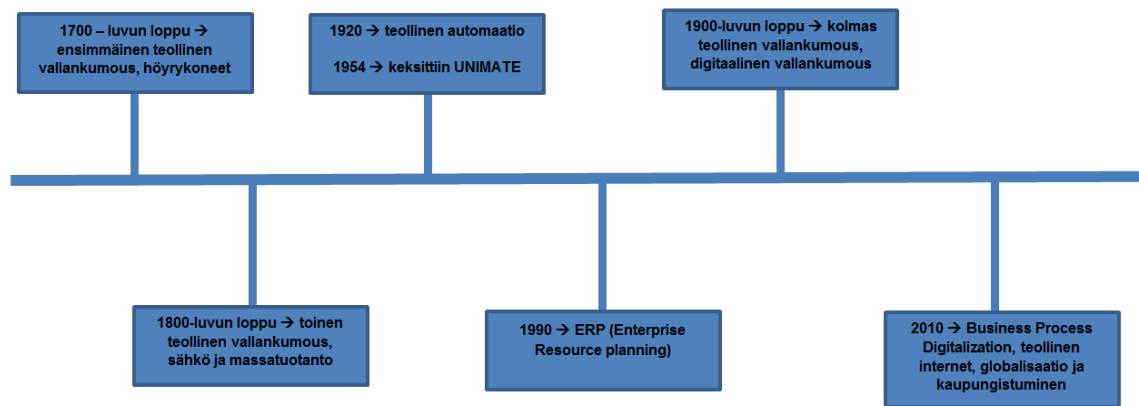 1700 – luvun loppu →
ensimmäinen teollinen
vallankumous, höyrykoneet
1920 → teollinen automaatio
1954 → keksittiin UNIMATE
1900-luvun loppu → kolmas
teollinen vallankumous,
digitaalinen vallankumous
1800-luvun loppu → toinen
teollinen vallankumous,
sähkö ja massatuotanto
1990 → ERP (Enterprise
Resource planning)
2010 → Business Process
Digitalization, teollinen
internet, globalisaatio ja
kaupungistuminen